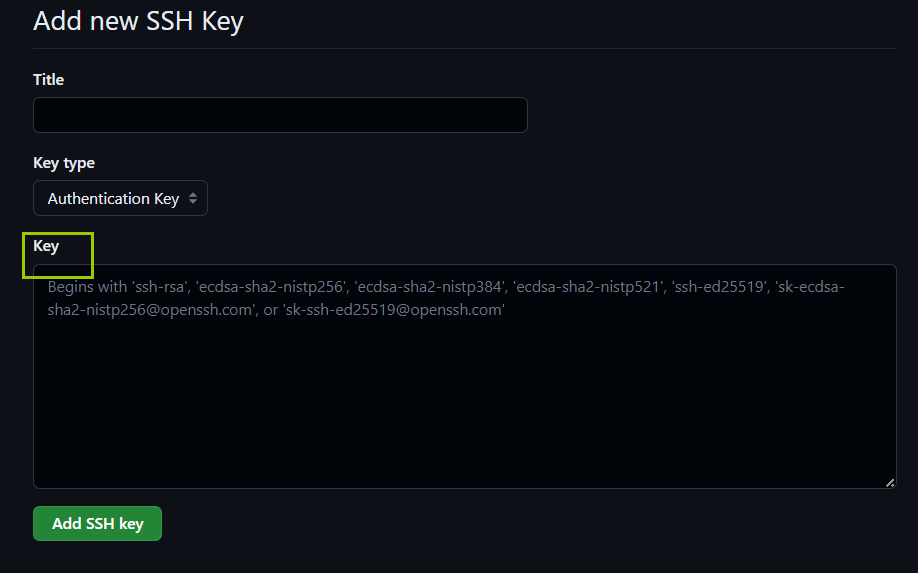 Add new SSH Key
Title
Key type
Authentication Key
Key
Begins with 'ssh-rsa', 'ecdsa-sha2-nistp256', 'ecdsa-sha2-nistp384', 'ecdsa-sha2-nistp521', 'ssh-ed25519', 'sk-ecdsa-
sha2-nistp256@openssh.com', or 'sk-ssh-ed25519@openssh.com'
Add SSH key